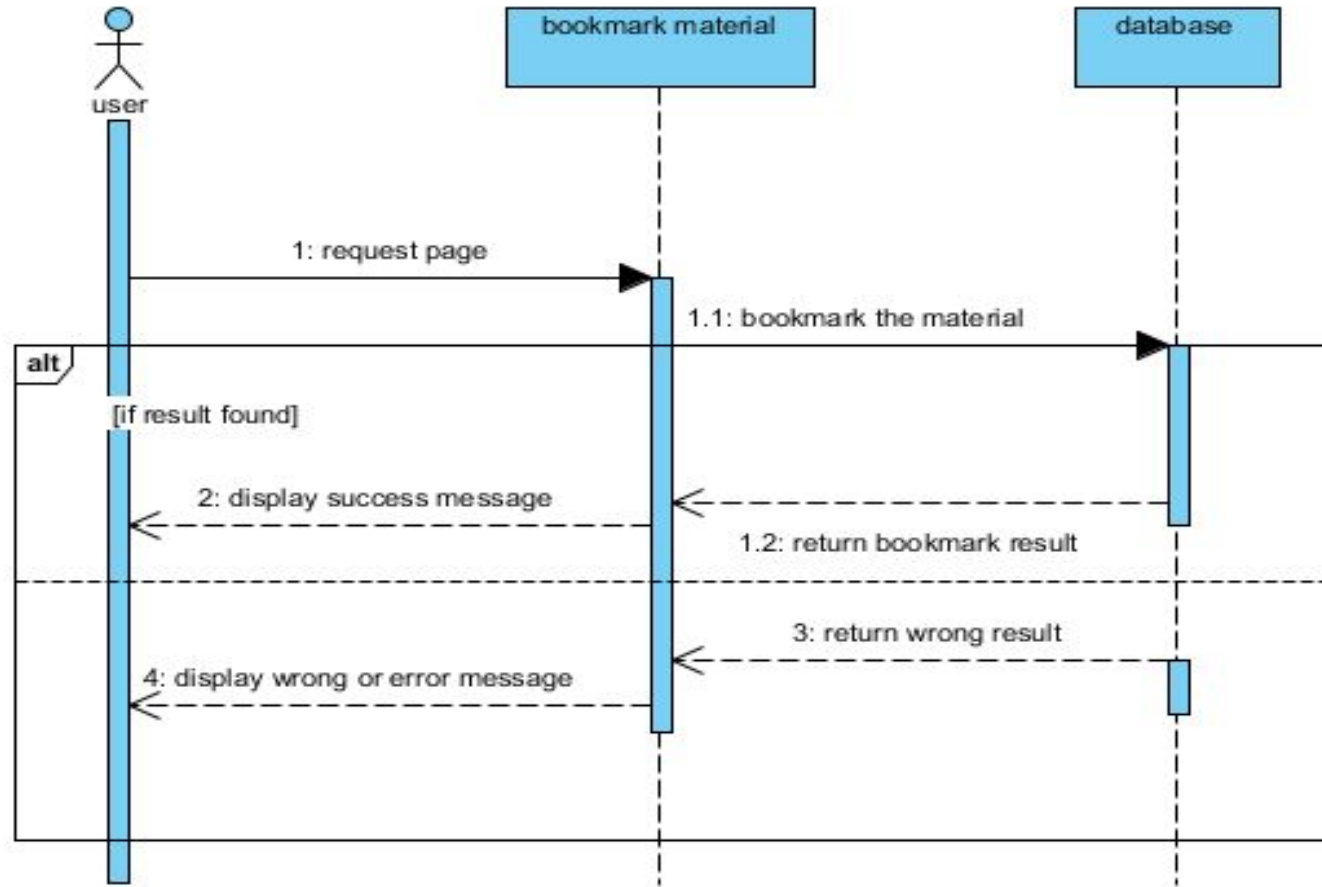 bookmark material
database
user
1: request page
1.1: bookmark the material
alt
[if result found]
2: display success message
1.2: return bookmark result
3: return wrong result
4: display wrong or error message